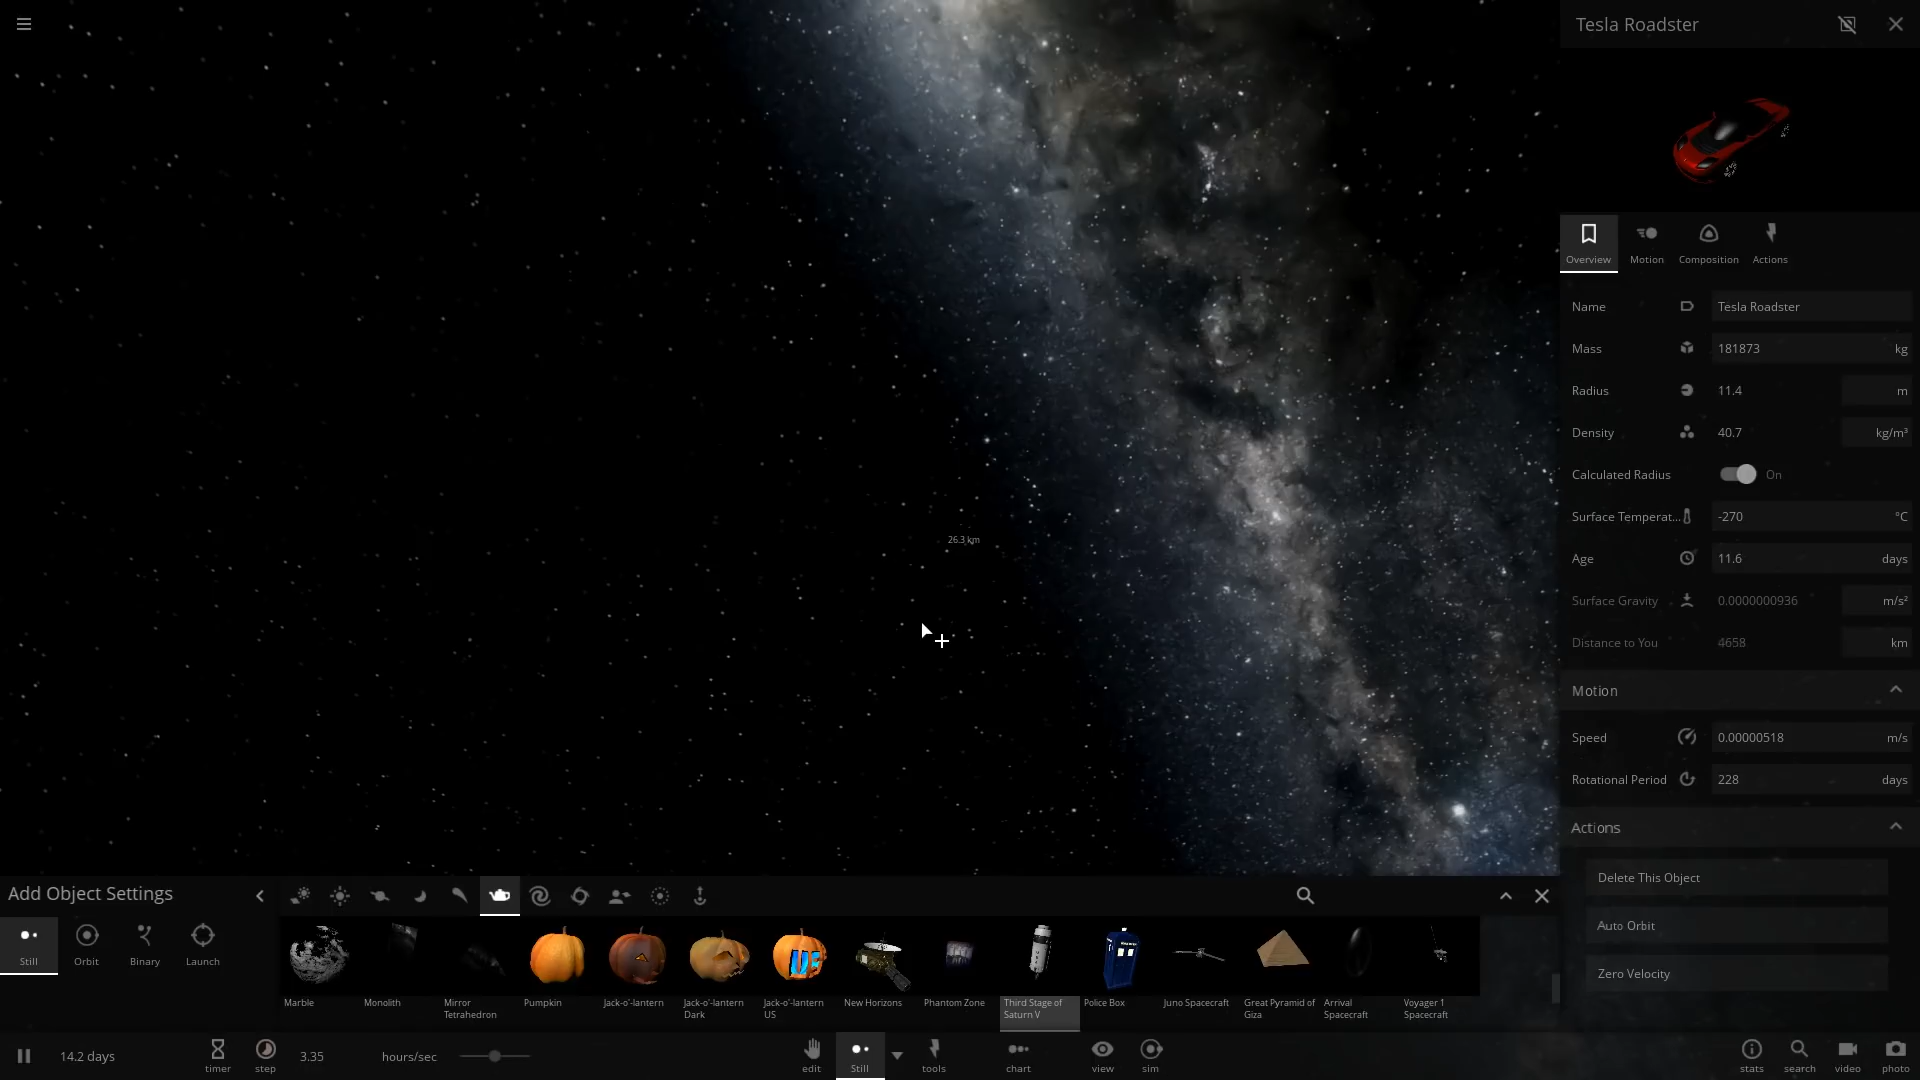 Tesla Roadster
Overview
Motion
Composition
Actions
Name
Tesla Roadster
Mass
181873
kg
Radius
11.4
m
Density
40.7
kg/m³
Calculated Radius
On
Surface Temperat...
-270
°C
Age
11.6
days
Surface Gravity
0.0000000936
m/s²
Distance to You
4658
km
Motion
Speed
0.00000518
m/s
Rotational Period
228
days
Actions
Delete This Object
Auto Orbit
Zero Velocity
26.3 km
Add Object Settings
Still
Orbit
Binary
Launch
Marble
Monolith
Mirror
Tetrahedron
Pumpkin
Jack-o'-lantern
Jack-o'-lantern
Dark
Jack-o'-lantern
US
New Horizons
Phantom Zone
Third Stage of
Saturn V
Police Box
Juno Spacecraft
Great Pyramid of
Giza
Arrival
Spacecraft
Voyager 1
Spacecraft
14.2 days
timer
step
3.35
hours/sec
edit
Still
tools
chart
view
sim
stats
search
video
photo